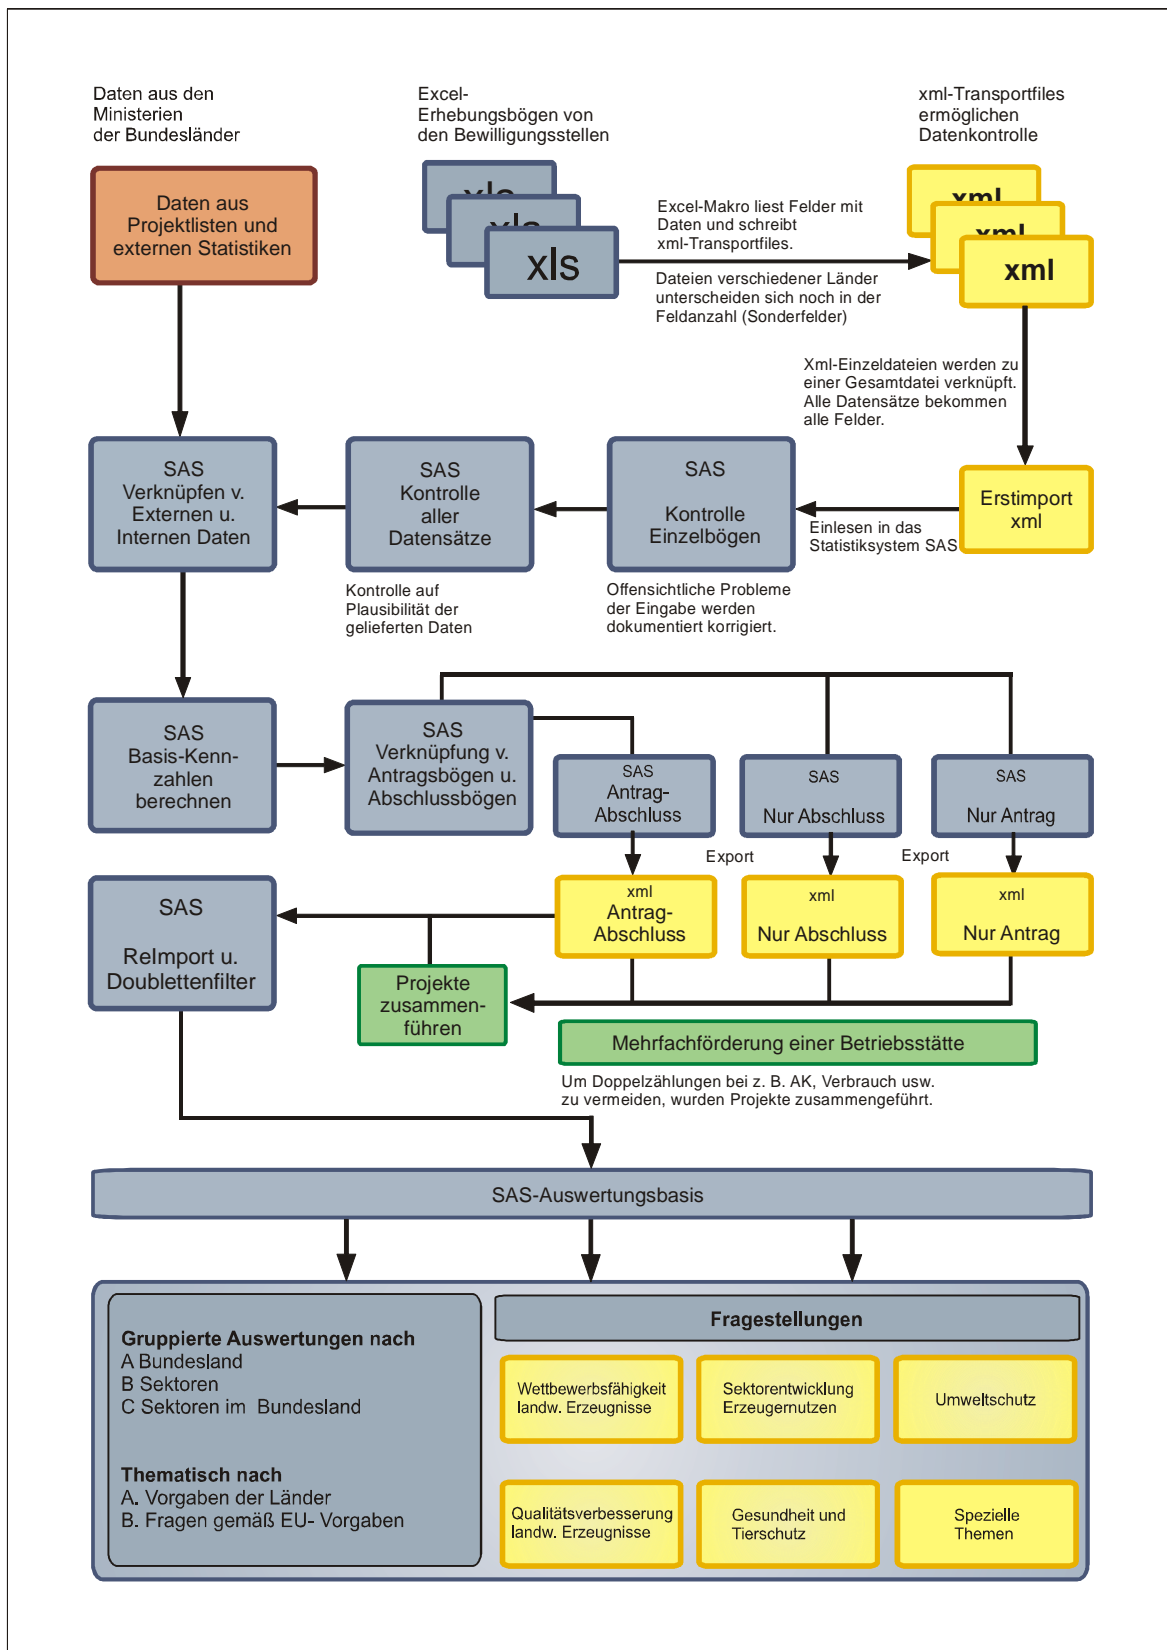 Daten aus den
Ministerien
der Bundesländer
Excel-
Erhebungsbögen von
den Bewilligungsstellen
xml-Transportfiles
ermöglichen
Datenkontrolle
Daten aus
Projektlisten und
externen Statistiken
xls
xls
xls
Excel-Makro liest Felder mit
Daten und schreibt
xml-Transportfiles.
Dateien verschiedener Länder
unterscheiden sich noch in der
Feldanzahl (Sonderfelder)
xml
xml
xml
Xml-Einzeldateien werden zu
einer Gesamtdatei verknüpft.
Alle Datensätze bekommen
alle Felder.
SAS
Verknüpfen v.
Externen u.
Internen Daten
SAS
Kontrolle
aller
Datensätze
SAS
Kontrolle
Einzelbögen
Erstimport
xml
Einlesen in das
Statistiksystem SAS
Kontrolle auf
Plausibilität der
gelieferten Daten
Offensichtliche Probleme
der Eingabe werden
dokumentiert korrigiert.
SAS
Basis-Kenn-
zahlen
berechnen
SAS
Verknüpfung v.
Antragsbögen u.
Abschlussbögen
SAS
Antrag-
Abschluss
SAS
Nur Abschluss
SAS
Nur Antrag
Export
Export
SAS
ReImport u.
Doublettenfilter
xml
Antrag-
Abschluss
xml
Nur Abschluss
xml
Nur Antrag
Projekte
zusammen-
führen
Mehrfachförderung einer Betriebsstätte
Um Doppelzählungen bei z. B. AK, Verbrauch usw.
zu vermeiden, wurden Projekte zusammengeführt.
SAS-Auswertungsbasis
Gruppierte Auswertungen nach
A Bundesland
B Sektoren
C Sektoren im Bundesland
Thematisch nach
A. Vorgaben der Länder
B. Fragen gemäß EU- Vorgaben
Fragestellungen
Wettbewerbsfähigkeit
landw. Erzeugnisse
Sektorentwicklung
Erzeugernutzen
Umweltschutz
Qualitätsverbesserung
landw. Erzeugnisse
Gesundheit und
Tierschutz
Spezielle
Themen